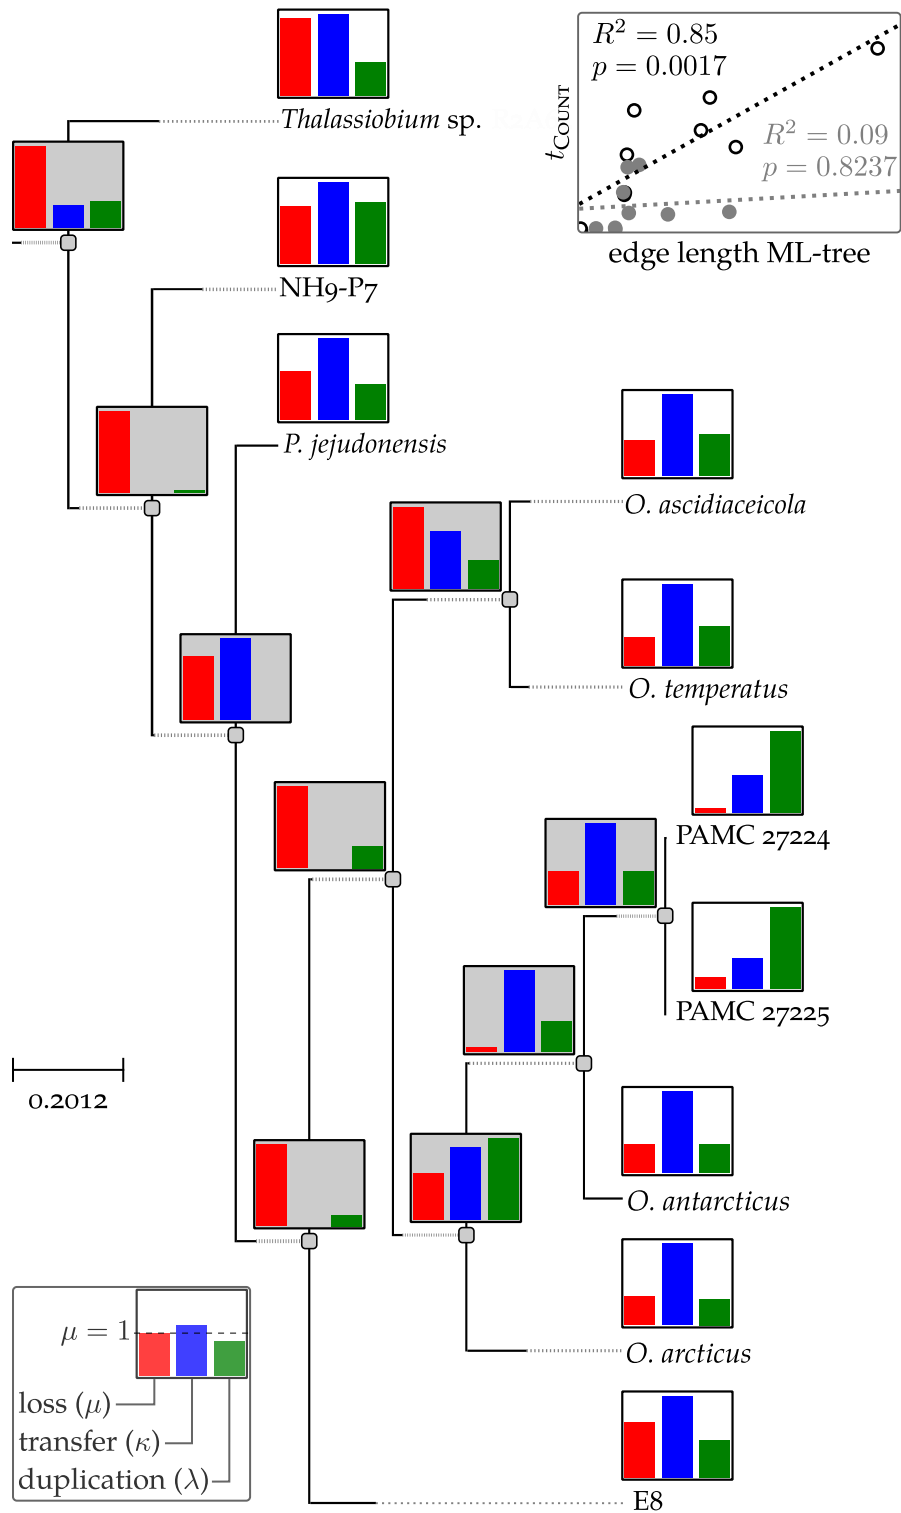 R² = 0.85
p = 0.0017
R² = 0.09
p = 0.8237
tCOUNT
edge length ML-tree
Thalassiobium sp.
NH9-P7
P. jejudonensis
O. ascidiaceicola
O. temperatus
PAMC 27224
PAMC 27225
0.2012
O. antarcticus
O. arcticus
μ = 1
loss (μ)
transfer (κ)
duplication (λ)
E8